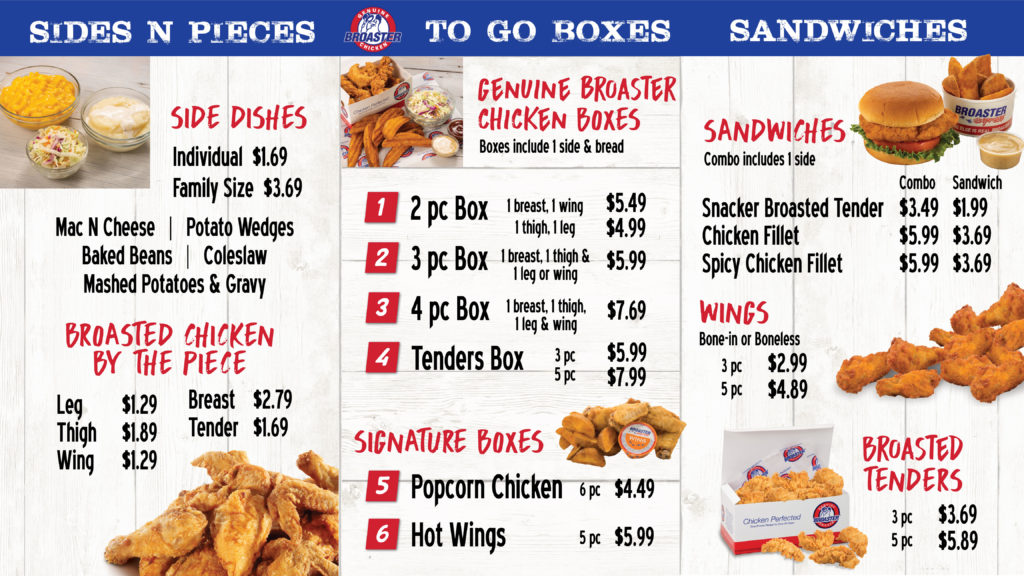 SIDES N PIECES
GENUINE
BROASTER
CHICKEN
TO GO BOXES
SANDWICHES
SIDE DISHES
Individual $1.69
Family Size $3.69
Mac N Cheese | Potato Wedges
Baked Beans | Coleslaw
Mashed Potatoes & Gravy
BROASTED CHICKEN
BY THE PIECE
Leg $1.29
Thigh $1.89
Wing $1.29
Breast $2.79
Tender $1.69
GENUINE BROASTER
CHICKEN BOXES
Boxes include 1 side & bread
1 2 pc Box 1 breast, 1 wing $5.49
1 thigh, 1 leg $4.99
2 3 pc Box 1 breast, 1 thigh & $5.99
1 leg or wing
3 4 pc Box 1 breast, 1 thigh, $7.69
1 leg & wing
4 Tenders Box 3 pc $5.99
5 pc $7.99
SIGNATURE BOXES
5 Popcorn Chicken 6 pc $4.49
6 Hot Wings 5 pc $5.99
SANDWICHES
Combo includes 1 side
BROASTER
Combo Sandwich
Snacker Broasted Tender $3.49 $1.99
Chicken Fillet $5.99 $3.69
Spicy Chicken Fillet $5.99 $3.69
WINGS
Bone-in or Boneless
3 pc $2.99
5 pc $4.89
Chicken Perfected
BROASTER
BROASTED
TENDERS
3 pc $3.69
5 pc $5.89